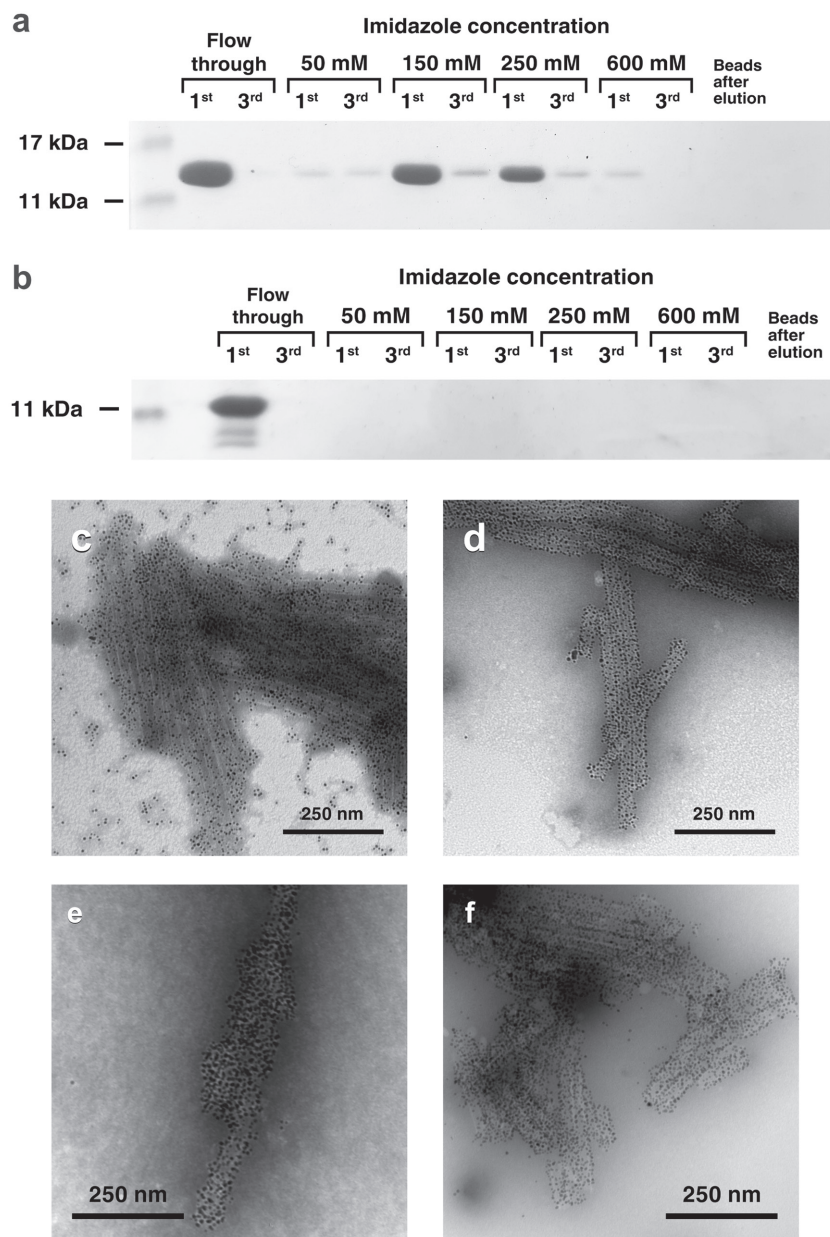 a
Imidazole concentration
Flow through
50 mM 150 mM 250 mM 600 mM
Beads after elution
1st 3rd 1st 3rd 1st 3rd 1st 3rd 1st 3rd
17 kDa
11 kDa
b
Imidazole concentration
Flow through
50 mM 150 mM 250 mM 600 mM
Beads after elution
1st 3rd 1st 3rd 1st 3rd 1st 3rd 1st 3rd
11 kDa
c
250 nm
d
250 nm
e
250 nm
f
250 nm